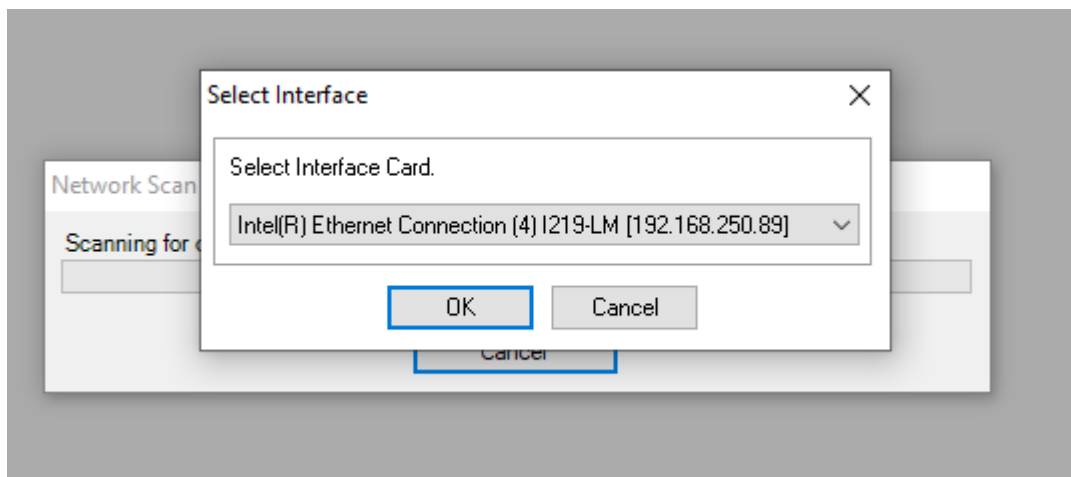 Select Interface
Select Interface Card.
Network Scan
Intel(R) Ethernet Connection (4) I219-LM [192.168.250.89]
Scanning for
OK
Cancel
Cancel